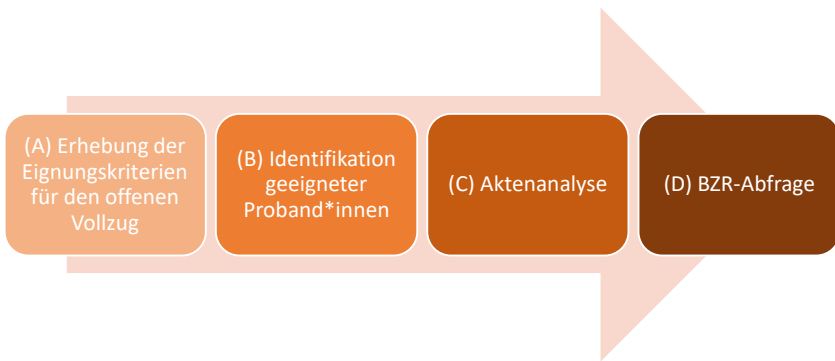 (A) Erhebung der
Eignungskriterien
für den offenen
Vollzug
(B) Identifikation
geeigneter
Proband*innen
(C) Aktenanalyse
(D) BZR-Abfrage